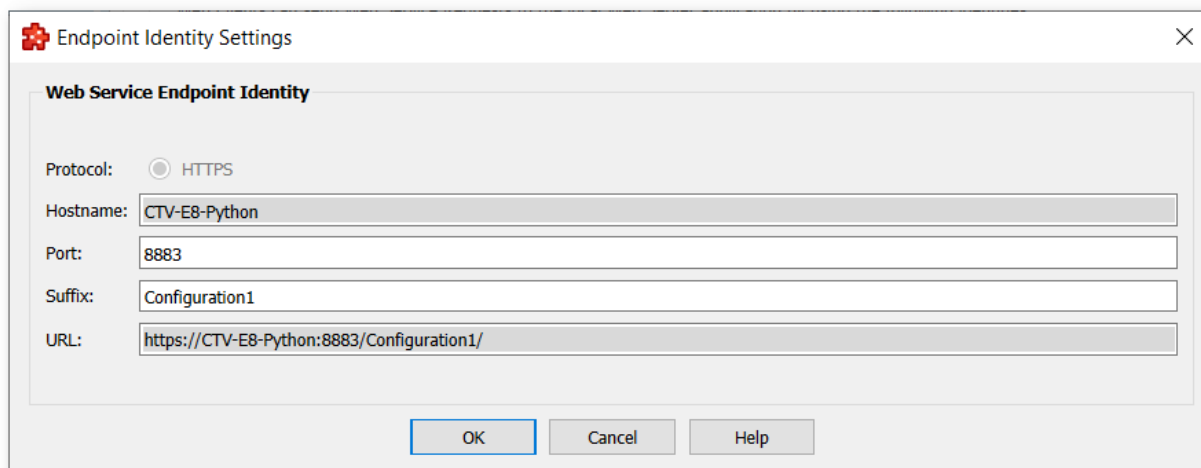 Endpoint Identity Settings
Web Service Endpoint Identity
Protocol: HTTPS
Hostname: CTV-E8-Python
Port: 8883
Suffix: Configuration1
URL: https://CTV-E8-Python:8883/Configuration1/
OK Cancel Help